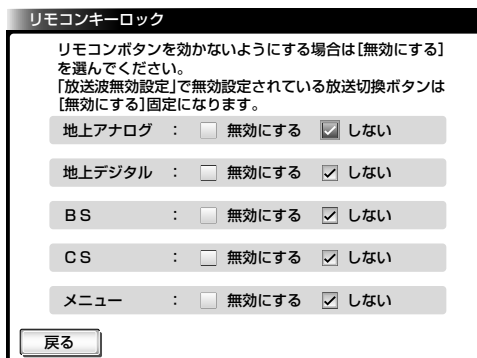 リモコンキーロック
リモコンボタンを効かないようにする場合は[無効にする]
を選んでください。
「放送波無効設定」で無効設定されている放送切換ボタンは
[無効にする]固定になります。
地上アナログ : 無効にする しない
地上デジタル : 無効にする しない
BS : 無効にする しない
CS : 無効にする しない
メニュー : 無効にする しない
戻る